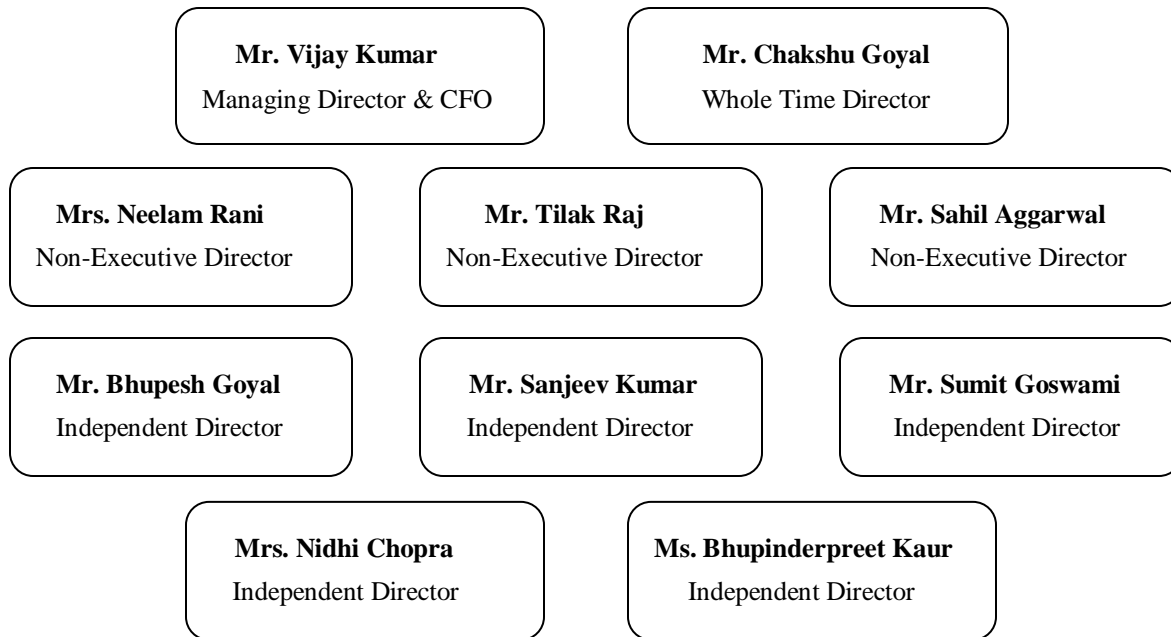 Mr. Vijay Kumar
Managing Director & CFO
Mr. Chakshu Goyal
Whole Time Director
Mrs. Neelam Rani
Non-Executive Director
Mr. Tilak Raj
Non-Executive Director
Mr. Sahil Aggarwal
Non-Executive Director
Mr. Bhupesh Goyal
Independent Director
Mr. Sanjeev Kumar
Independent Director
Mr. Sumit Goswami
Independent Director
Mrs. Nidhi Chopra
Independent Director
Ms. Bhupinderpreet Kaur
Independent Director